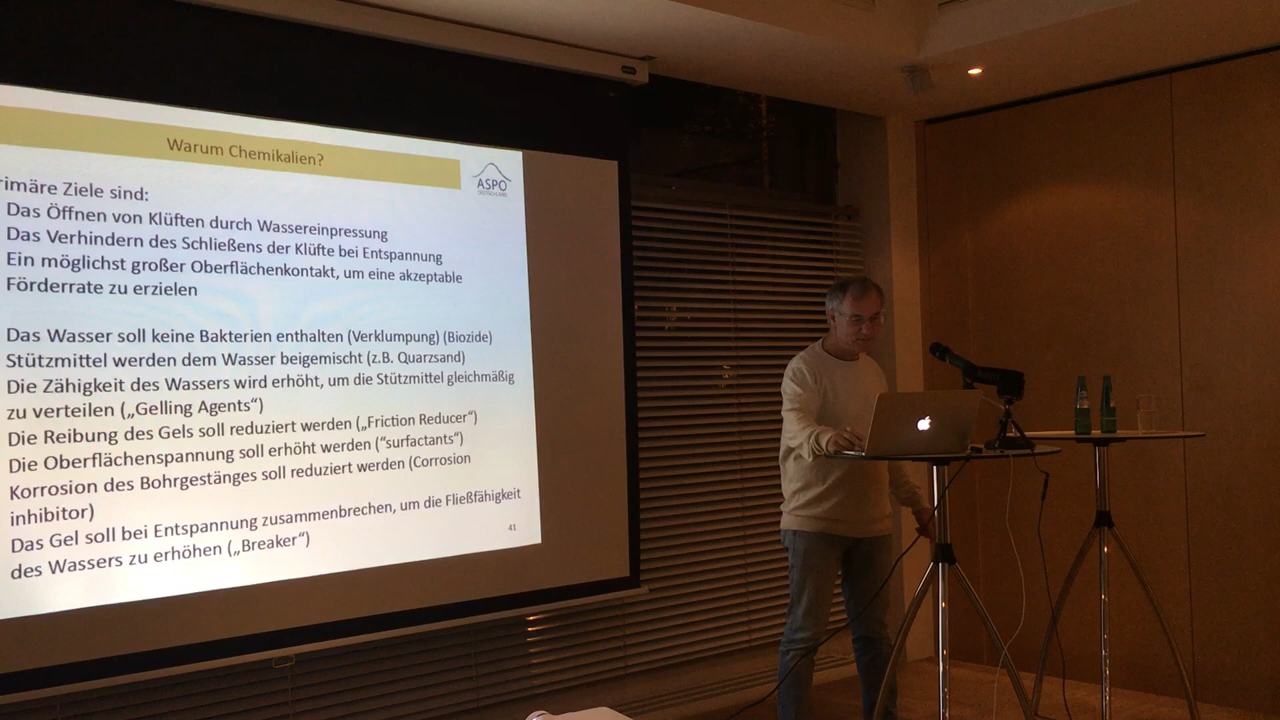 Warum Chemikalien?
ASPO
DEUTSCHLAND
rimäre Ziele sind:
Das Öffnen von Klüften durch Wassereinpressung
Das Verhindern des Schließens der Klüfte bei Entspannung
Ein möglichst großer Oberflächenkontakt, um eine akzeptable
Förderrate zu erzielen
Das Wasser soll keine Bakterien enthalten (Verklumpung) (Biozide)
Stützmittel werden dem Wasser beigemischt (z.B. Quarzsand)
Die Zähigkeit des Wassers wird erhöht, um die Stützmittel gleichmäßig
zu verteilen („Gelling Agents“)
Die Reibung des Gels soll reduziert werden („Friction Reducer“)
Die Oberflächenspannung soll erhöht werden (“surfactants“)
Korrosion des Bohrgestänges soll reduziert werden (Corrosion
inhibitor)
Das Gel soll bei Entspannung zusammenbrechen, um die Fließfähigkeit
des Wassers zu erhöhen („Breaker“)
41